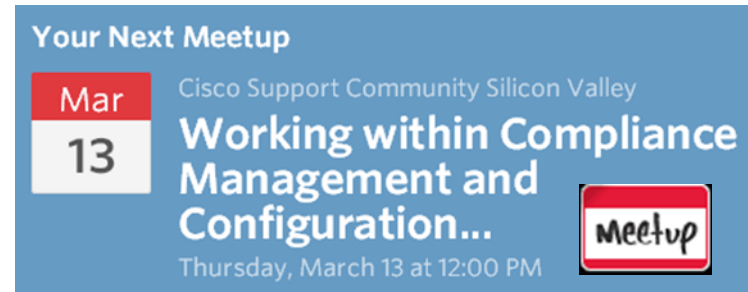 Your Next Meetup
Mar
13
Cisco Support Community Silicon Valley
Working within Compliance
Management and
Configuration...
Thursday, March 13 at 12:00 PM
Meetup